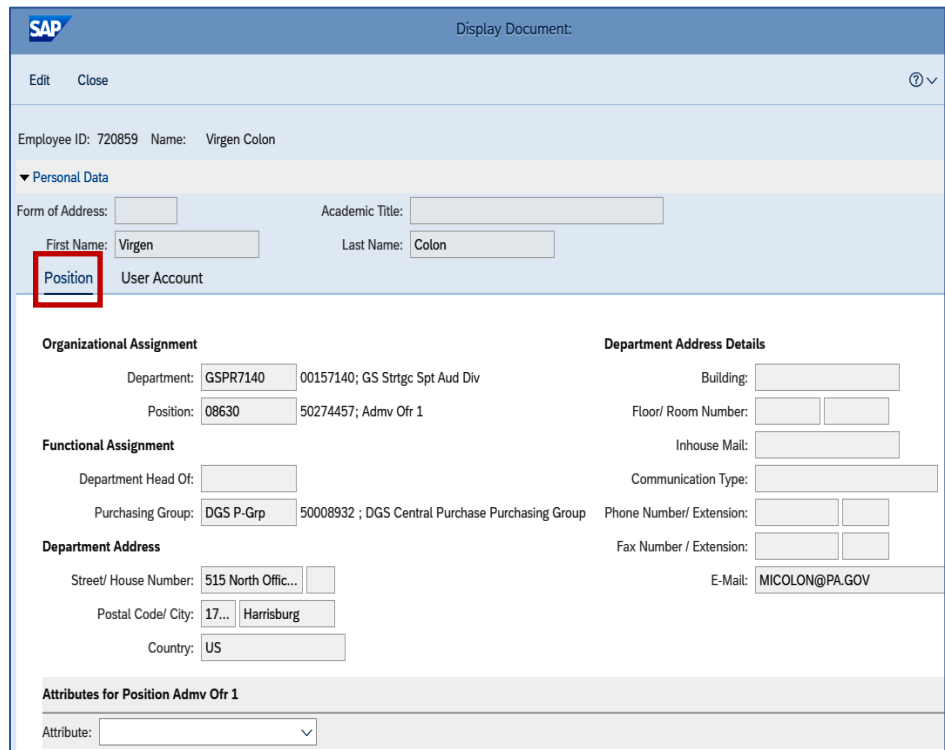 SAP
Display Document:
Edit Close
Employee ID: 720859 Name: Virgen Colon
Personal Data
Form of Address: Academic Title:
First Name: Virgen Last Name: Colon
Position User Account
Organizational Assignment Department Address Details
Department: GSPR7140 00157140; GS Strtgc Spt Aud Div Building:
Position: 08630 50274457; Admv Ofr 1 Floor/ Room Number:
Functional Assignment Inhouse Mail:
Department Head Of: Communication Type:
Purchasing Group: DGS P-Grp 50008932 ; DGS Central Purchase Purchasing Group Phone Number/ Extension:
Department Address Fax Number / Extension:
Street/ House Number: 515 North Offic... E-Mail: MICOLON@PA.GOV
Postal Code/ City: 17... Harrisburg
Country: US
Attributes for Position Admv Ofr 1
Attribute: